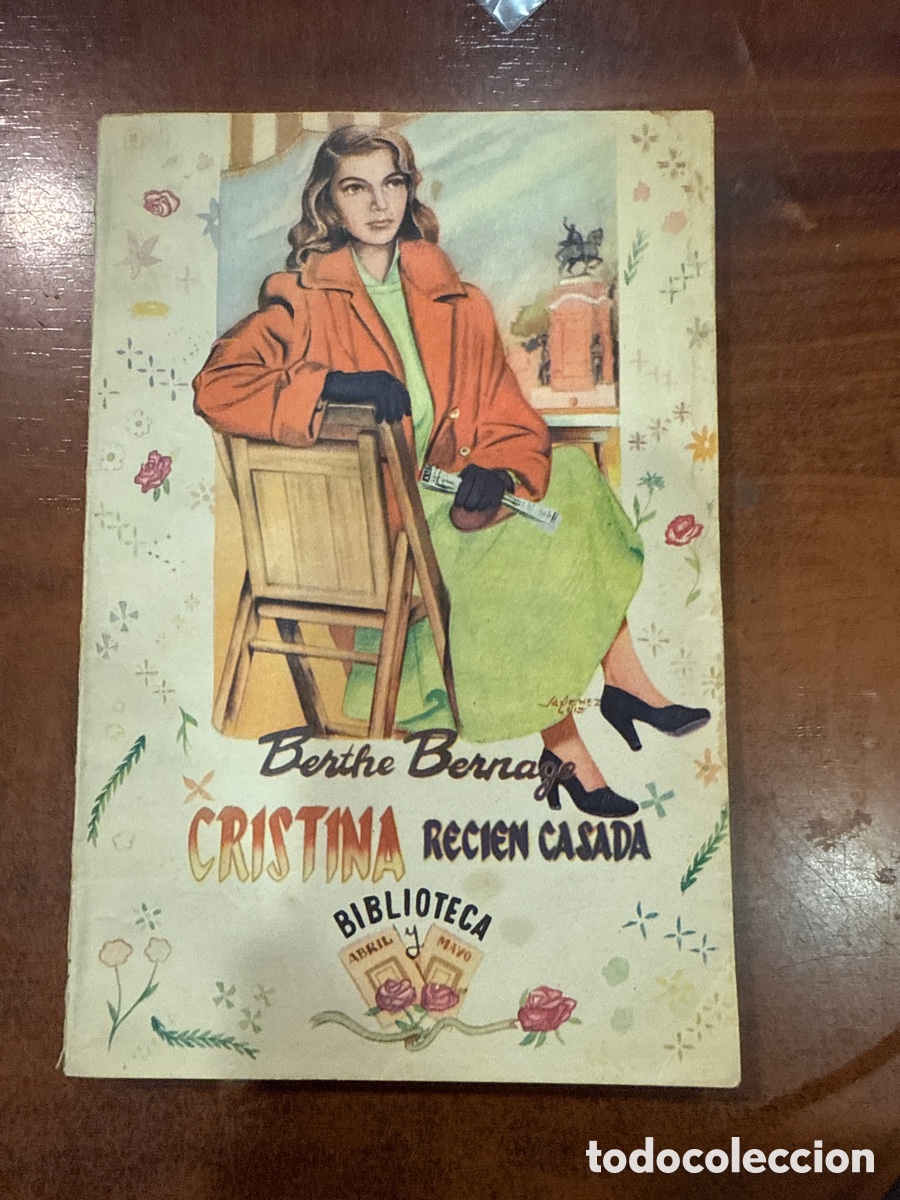 Berthe Bernage
CRISTINA RECIEN CASADA
BIBLIOTECA
ABRIL y MAYO
todocoleccion